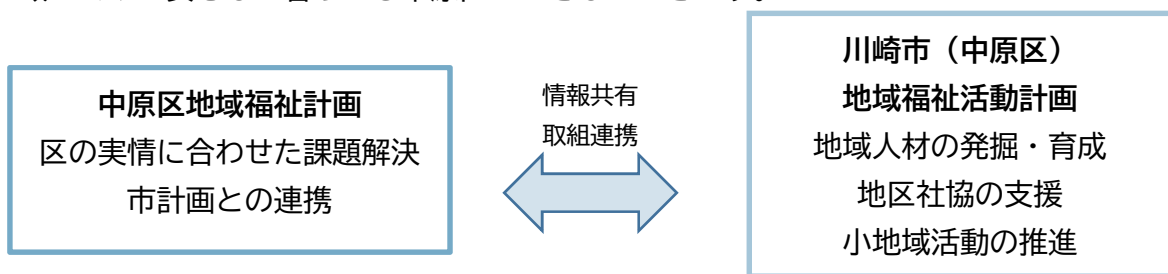 中原区地域福祉計画
区の実情に合わせた課題解決
市計画との連携
情報共有
取組連携
川崎市（中原区）
地域福祉活動計画
地域人材の発掘・育成
地区社協の支援
小地域活動の推進